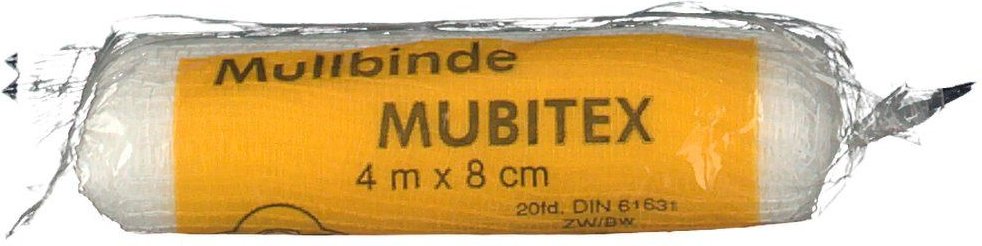 Mullbinde
MUBITEX
4 m x 8 cm
20fd. DIN 61631
ZW/BW